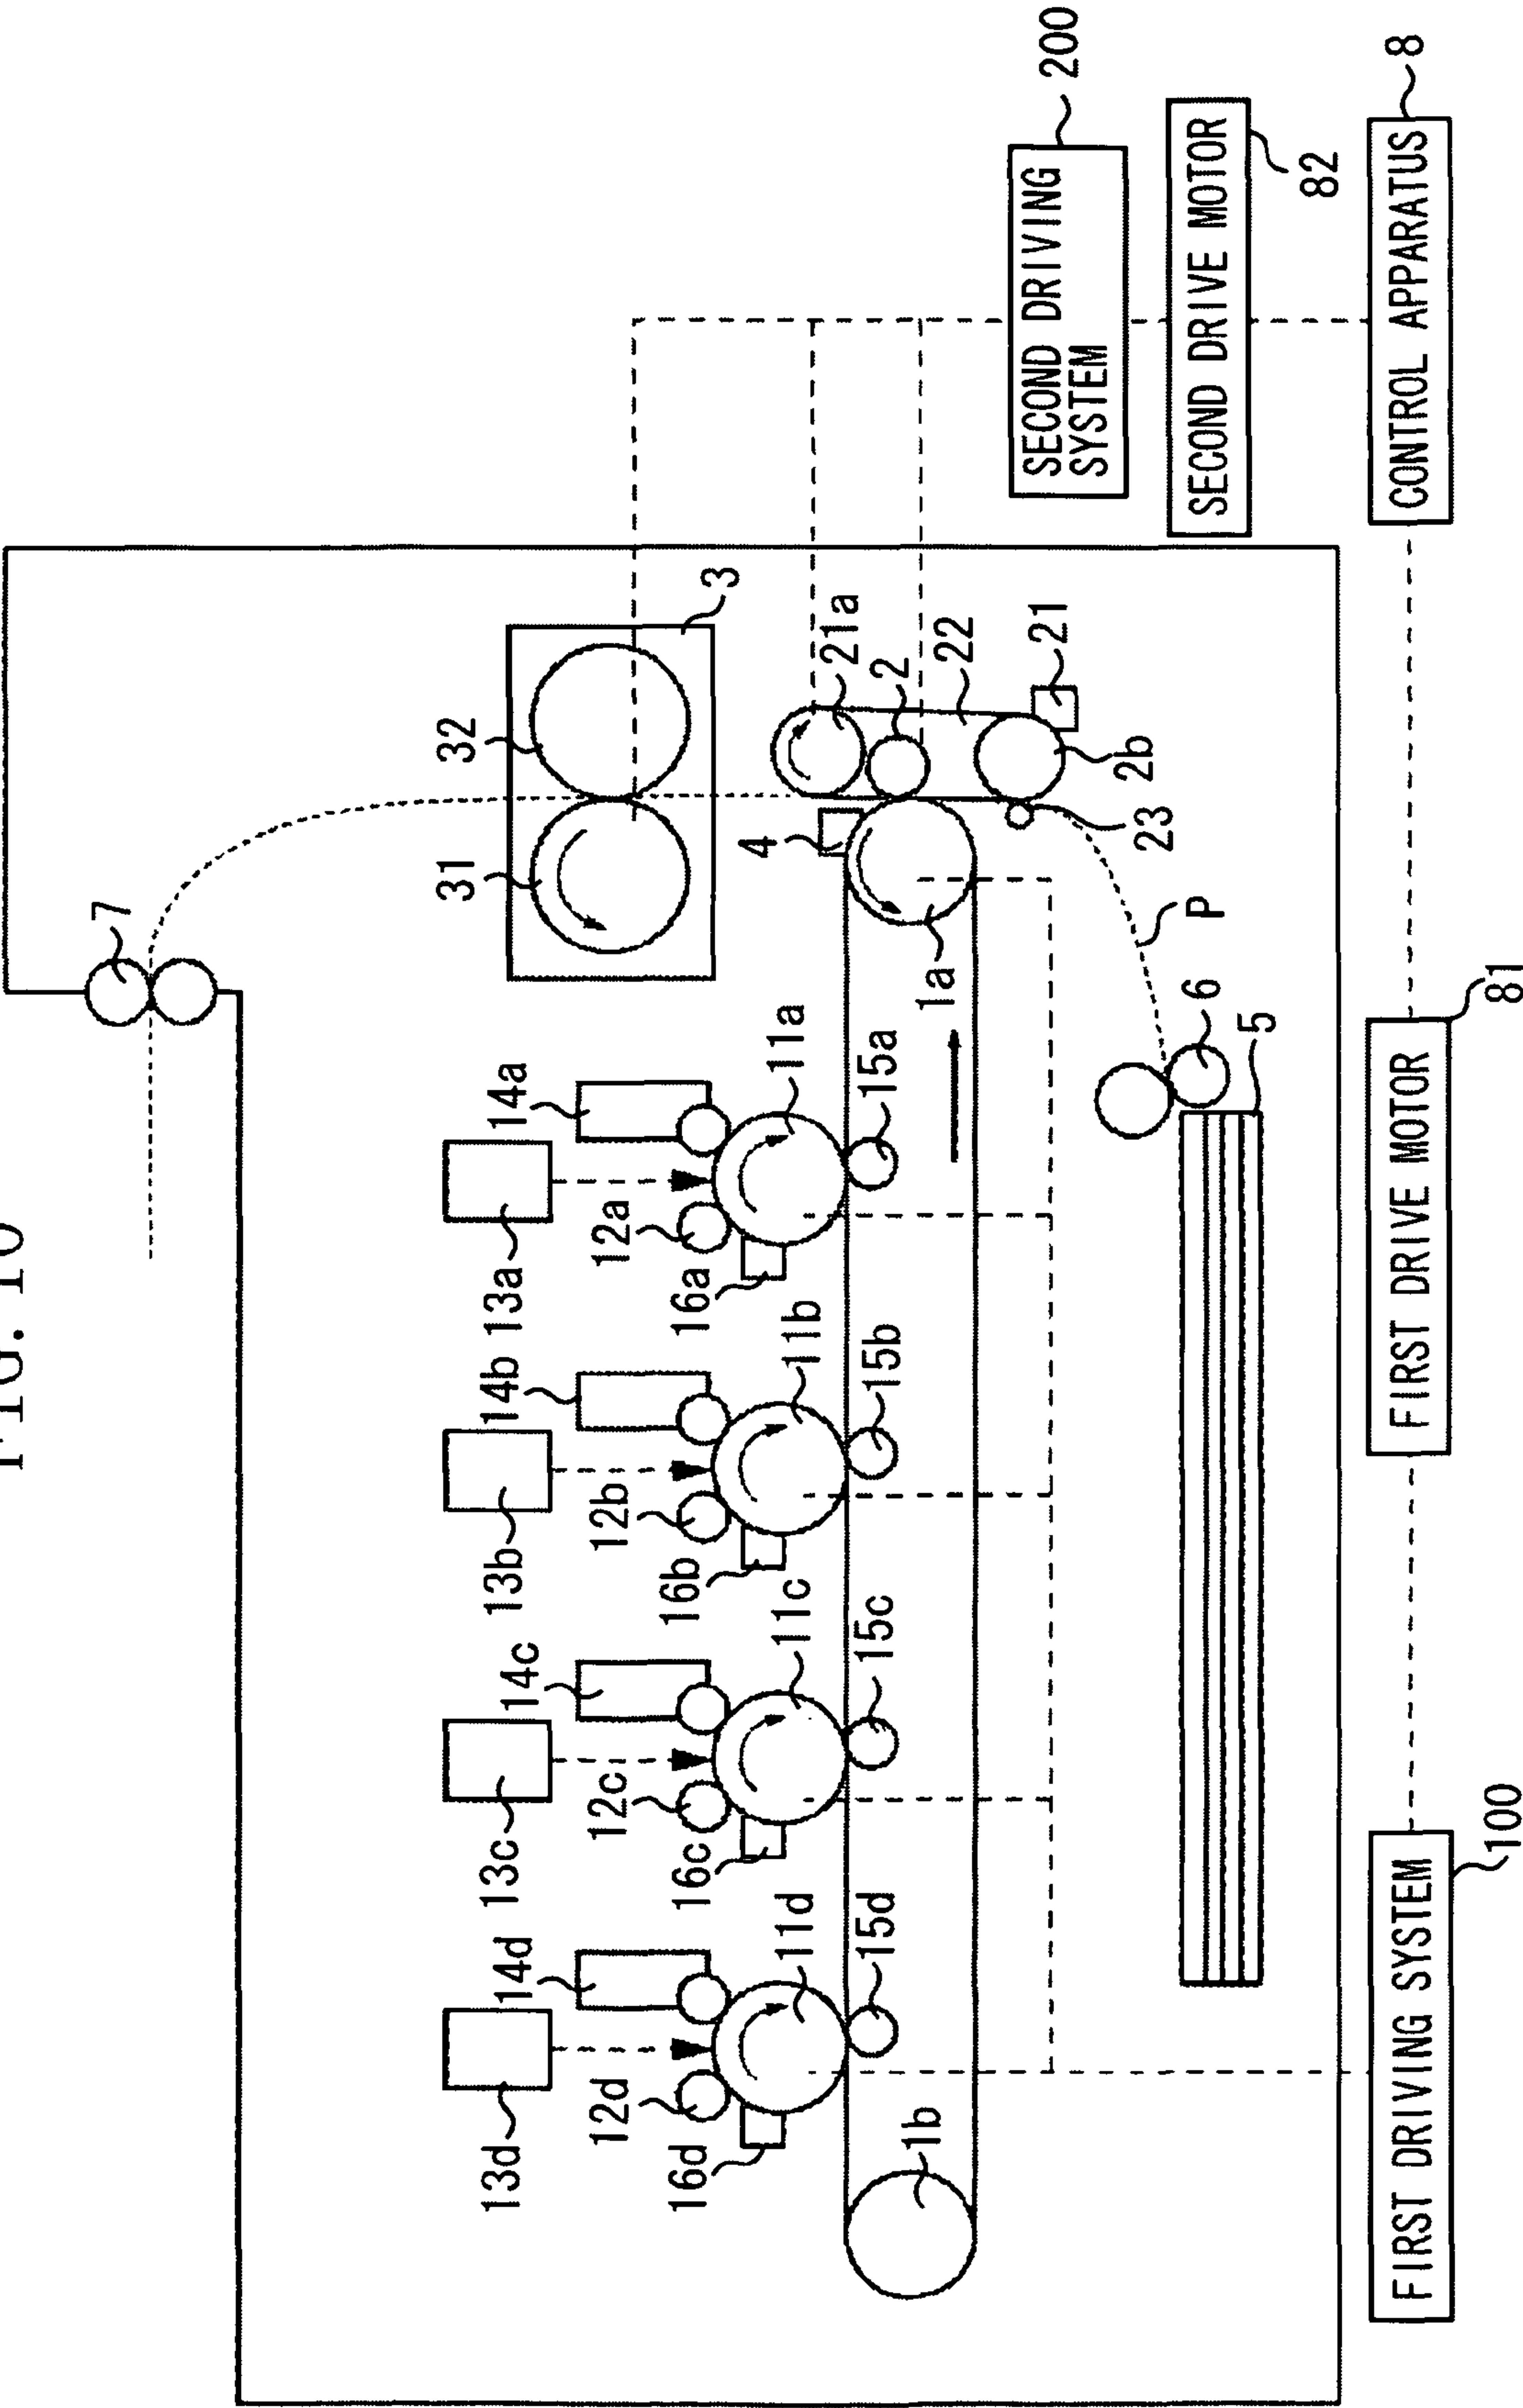 FIG. 10
7
31
32
3
13d
14d
12d
16d
11d
15d
13c
14c
12c
16c
11c
15c
13b
14b
12b
16b
11b
15b
13a
14a
12a
16a
11a
15a
4
21a
2
22
21
2b
23
1b
1a
P
6
5
SECOND DRIVING
SYSTEM
200
SECOND DRIVE MOTOR
82
FIRST DRIVING SYSTEM
100
FIRST DRIVE MOTOR
81
CONTROL APPARATUS
8